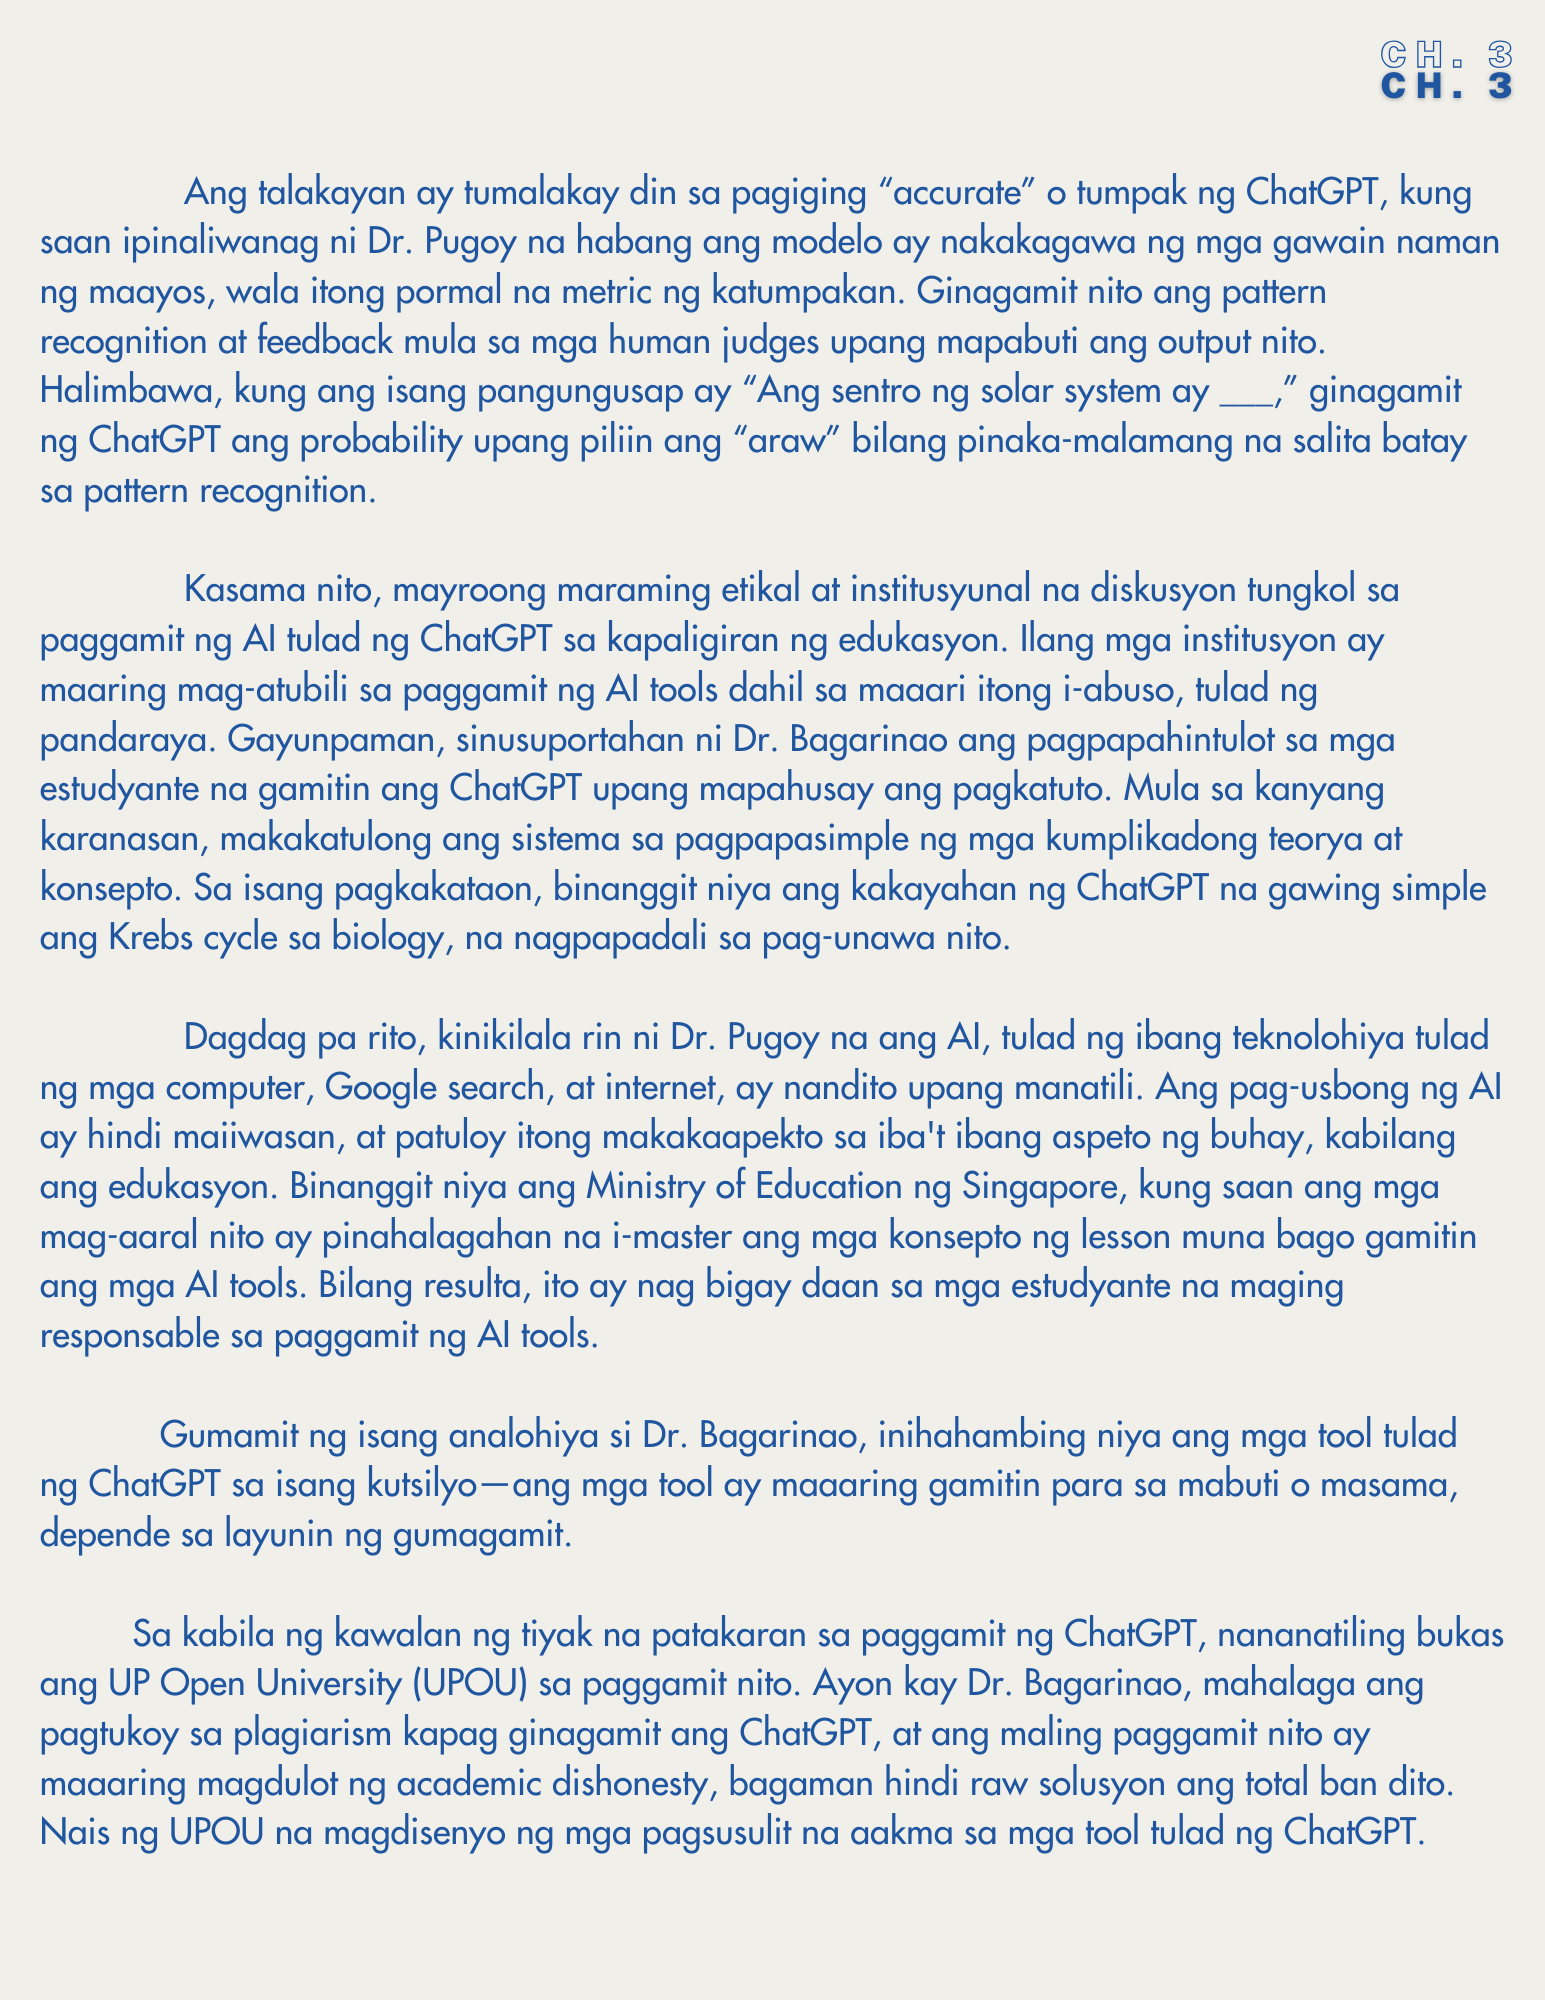 CH. 3
CH. 3
Ang talakayan ay tumalakay din sa pagiging “accurate” o tumpak ng ChatGPT, kung
saan ipinaliwanag ni Dr. Pugoy na habang ang modelo ay nakakagawa ng mga gawain naman
ng maayos, wala itong pormal na metric ng katumpakan. Ginagamit nito ang pattern
recognition at feedback mula sa mga human judges upang mapabuti ang output nito.
Halimbawa, kung ang isang pangungusap ay “Ang sentro ng solar system ay ___,” ginagamit
ng ChatGPT ang probability upang piliin ang “araw” bilang pinaka-malamang na salita batay
sa pattern recognition.
Kasama nito, mayroong maraming etikal at institusyunal na diskusyon tungkol sa
paggamit ng AI tulad ng ChatGPT sa kapaligiran ng edukasyon. Ilang mga institusyon ay
maaring mag-atubili sa paggamit ng AI tools dahil sa maaari itong i-abuso, tulad ng
pandaraya. Gayunpaman, sinusuportahan ni Dr. Bagarinao ang pagpapahintulot sa mga
estudyante na gamitin ang ChatGPT upang mapahusay ang pagkatuto. Mula sa kanyang
karanasan, makakatulong ang sistema sa pagpapasimple ng mga kumplikadong teorya at
konsepto. Sa isang pagkakataon, binanggit niya ang kakayahan ng ChatGPT na gawing simple
ang Krebs cycle sa biology, na nagpapadali sa pag-unawa nito.
Dagdag pa rito, kinikilala rin ni Dr. Pugoy na ang AI, tulad ng ibang teknolohiya tulad
ng mga computer, Google search, at internet, ay nandito upang manatili. Ang pag-usbong ng AI
ay hindi maiiwasan, at patuloy itong makakaapekto sa iba't ibang aspeto ng buhay, kabilang
ang edukasyon. Binanggit niya ang Ministry of Education ng Singapore, kung saan ang mga
mag-aaral nito ay pinahalagahan na i-master ang mga konsepto ng lesson muna bago gamitin
ang mga AI tools. Bilang resulta, ito ay nag bigay daan sa mga estudyante na maging
responsable sa paggamit ng AI tools.
Gumamit ng isang analohiya si Dr. Bagarinao, inihahambing niya ang mga tool tulad
ng ChatGPT sa isang kutsilyo—ang mga tool ay maaaring gamitin para sa mabuti o masama,
depende sa layunin ng gumagamit.
Sa kabila ng kawalan ng tiyak na patakaran sa paggamit ng ChatGPT, nananatiling bukas
ang UP Open University (UPOU) sa paggamit nito. Ayon kay Dr. Bagarinao, mahalaga ang
pagtukoy sa plagiarism kapag ginagamit ang ChatGPT, at ang maling paggamit nito ay
maaaring magdulot ng academic dishonesty, bagaman hindi raw solusyon ang total ban dito.
Nais ng UPOU na magdisenyo ng mga pagsusulit na aakma sa mga tool tulad ng ChatGPT.